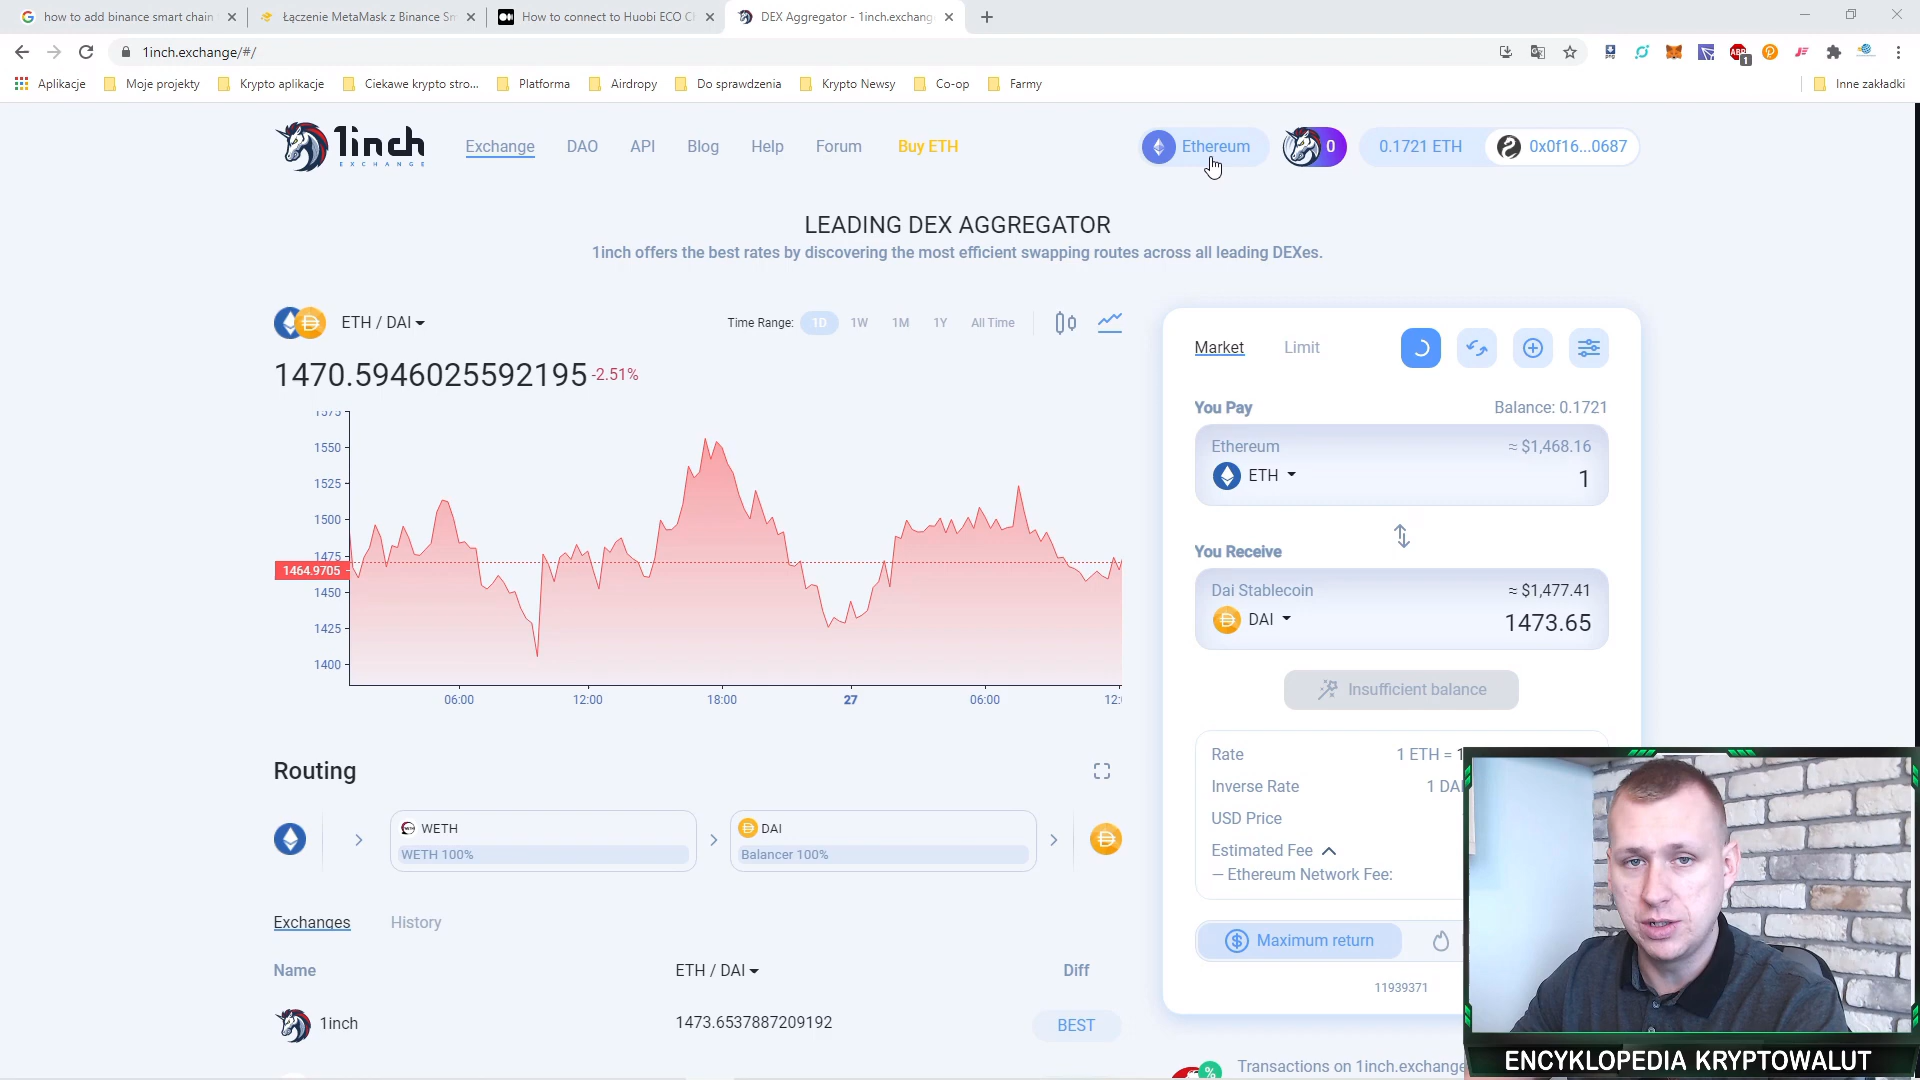 how to add binance smart chain
Łączenie MetaMask z Binance Sm
How to connect to Huobi ECO C
DEX Aggregator - 1inch.exchange
1inch.exchange/#/
Aplikacje
Moje projekty
Krypto aplikacje
Ciekawe krypto stro...
Platforma
Airdropy
Do sprawdzenia
Krypto Newsy
Co-op
Farmy
Inne zakładki
1inch
EXCHANGE
Exchange
DAO
API
Blog
Help
Forum
Buy ETH
Ethereum
0
0.1721 ETH
0x0f16...0687
LEADING DEX AGGREGATOR
1inch offers the best rates by discovering the most efficient swapping routes across all leading DEXes.
ETH / DAI
Time Range:
1D
1W
1M
1Y
All Time
1470.5946025592195
-2.51%
1575
1550
1525
1500
1475
1464.9705
1450
1425
1400
06:00
12:00
18:00
27
06:00
12:
Market
Limit
You Pay
Balance: 0.1721
Ethereum
≈ $1,468.16
ETH
1
You Receive
Dai Stablecoin
≈ $1,477.41
DAI
1473.65
Insufficient balance
Rate
1 ETH = 1
Inverse Rate
1 DAI
USD Price
Estimated Fee
— Ethereum Network Fee:
Maximum return
11939371
Routing
WETH
WETH 100%
DAI
Balancer 100%
Exchanges
History
Name
ETH / DAI
Diff
1inch
1473.6537887209192
BEST
Transactions on 1inch.exchange
%
ENCYKLOPEDIA KRYPTOWALUT